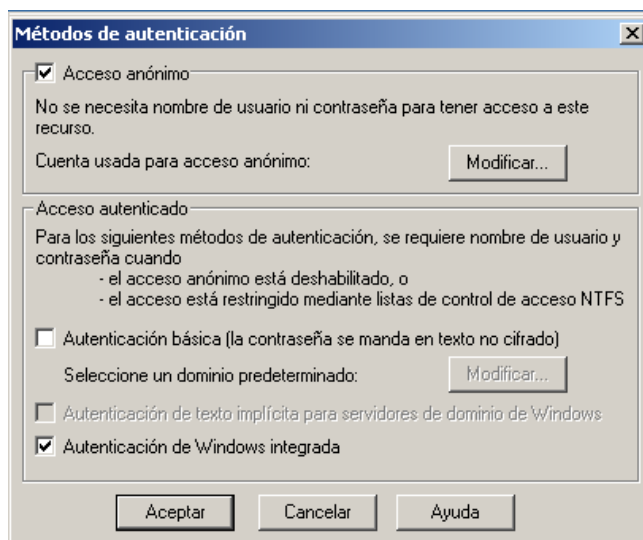 Métodos de autenticación
Acceso anónimo
No se necesita nombre de usuario ni contraseña para tener acceso a este
recurso.
Cuenta usada para acceso anónimo: Modificar...
Acceso autenticado
Para los siguientes métodos de autenticación, se requiere nombre de usuario y
contraseña cuando
- el acceso anónimo está deshabilitado, o
- el acceso está restringido mediante listas de control de acceso NTFS
Autenticación básica (la contraseña se manda en texto no cifrado)
Seleccione un dominio predeterminado: Modificar...
Autenticación de texto implícita para servidores de dominio de Windows
Autenticación de Windows integrada
Aceptar Cancelar Ayuda